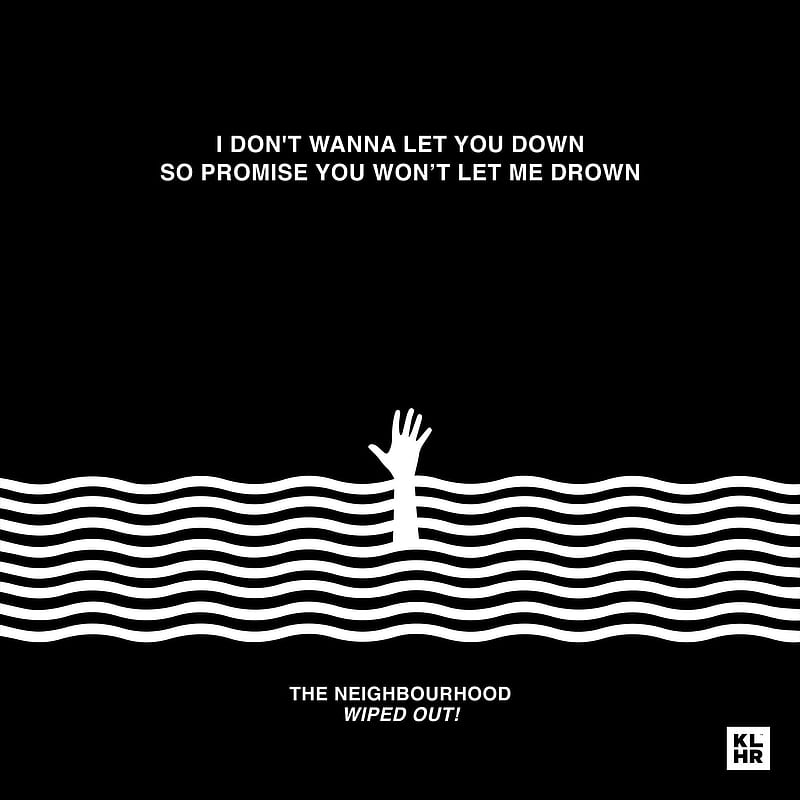 I DON'T WANNA LET YOU DOWN
SO PROMISE YOU WON’T LET ME DROWN
THE NEIGHBOURHOOD
WIPED OUT!
KL
HR